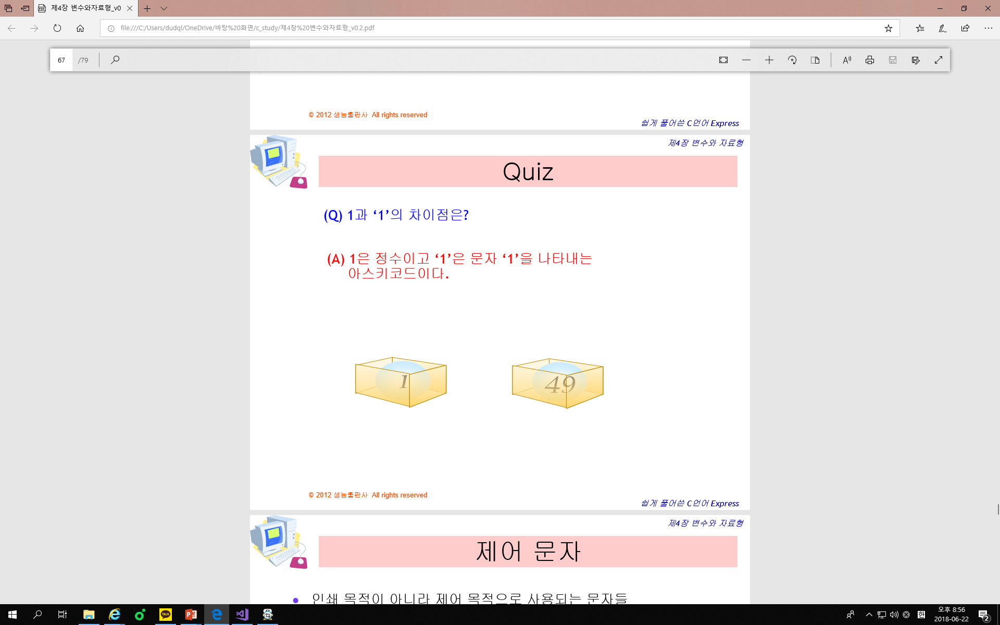 제4장 변수와자료형_v0
file:///C:/Users/dudql/OneDrive/바탕%20화면/c_study/제4장%20변수와자료형_v0.2.pdf
67 /79
© 2012 생능출판사 All rights reserved
쉽게 풀어쓴 C언어 Express
제4장 변수와 자료형
Quiz
(Q) 1과 ‘1’의 차이점은?
(A) 1은 정수이고 ‘1’은 문자 ‘1’을 나타내는
아스키코드이다.
1
49
© 2012 생능출판사 All rights reserved
쉽게 풀어쓴 C언어 Express
제4장 변수와 자료형
제어 문자
• 인쇄 목적이 아니라 제어 목적으로 사용되는 문자들
TALK
오후 8:56
2018-06-22
2